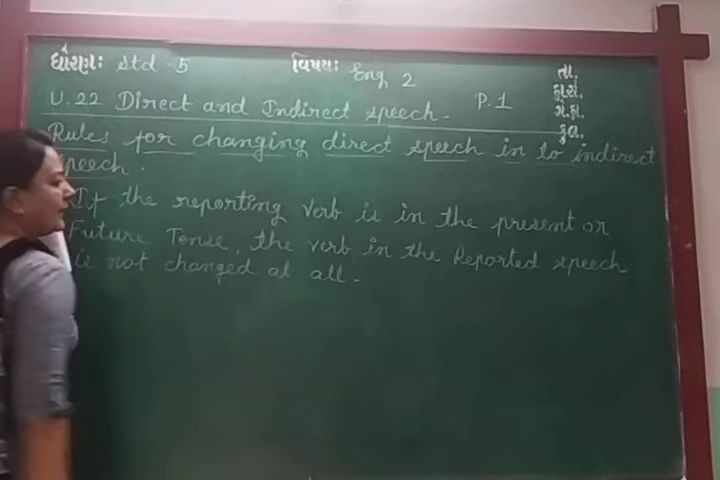 ધોરણ: std - 5 વિષય: Eng 2 તા.
U.22 Direct and Indirect speech. P.1 હાજર.
ગે.હા.
કુલ.
Rules for changing direct speech in to indirect
speech.
If the reporting verb is in the present or
Future Tense, the verb in the Reported speech
is not changed at all.